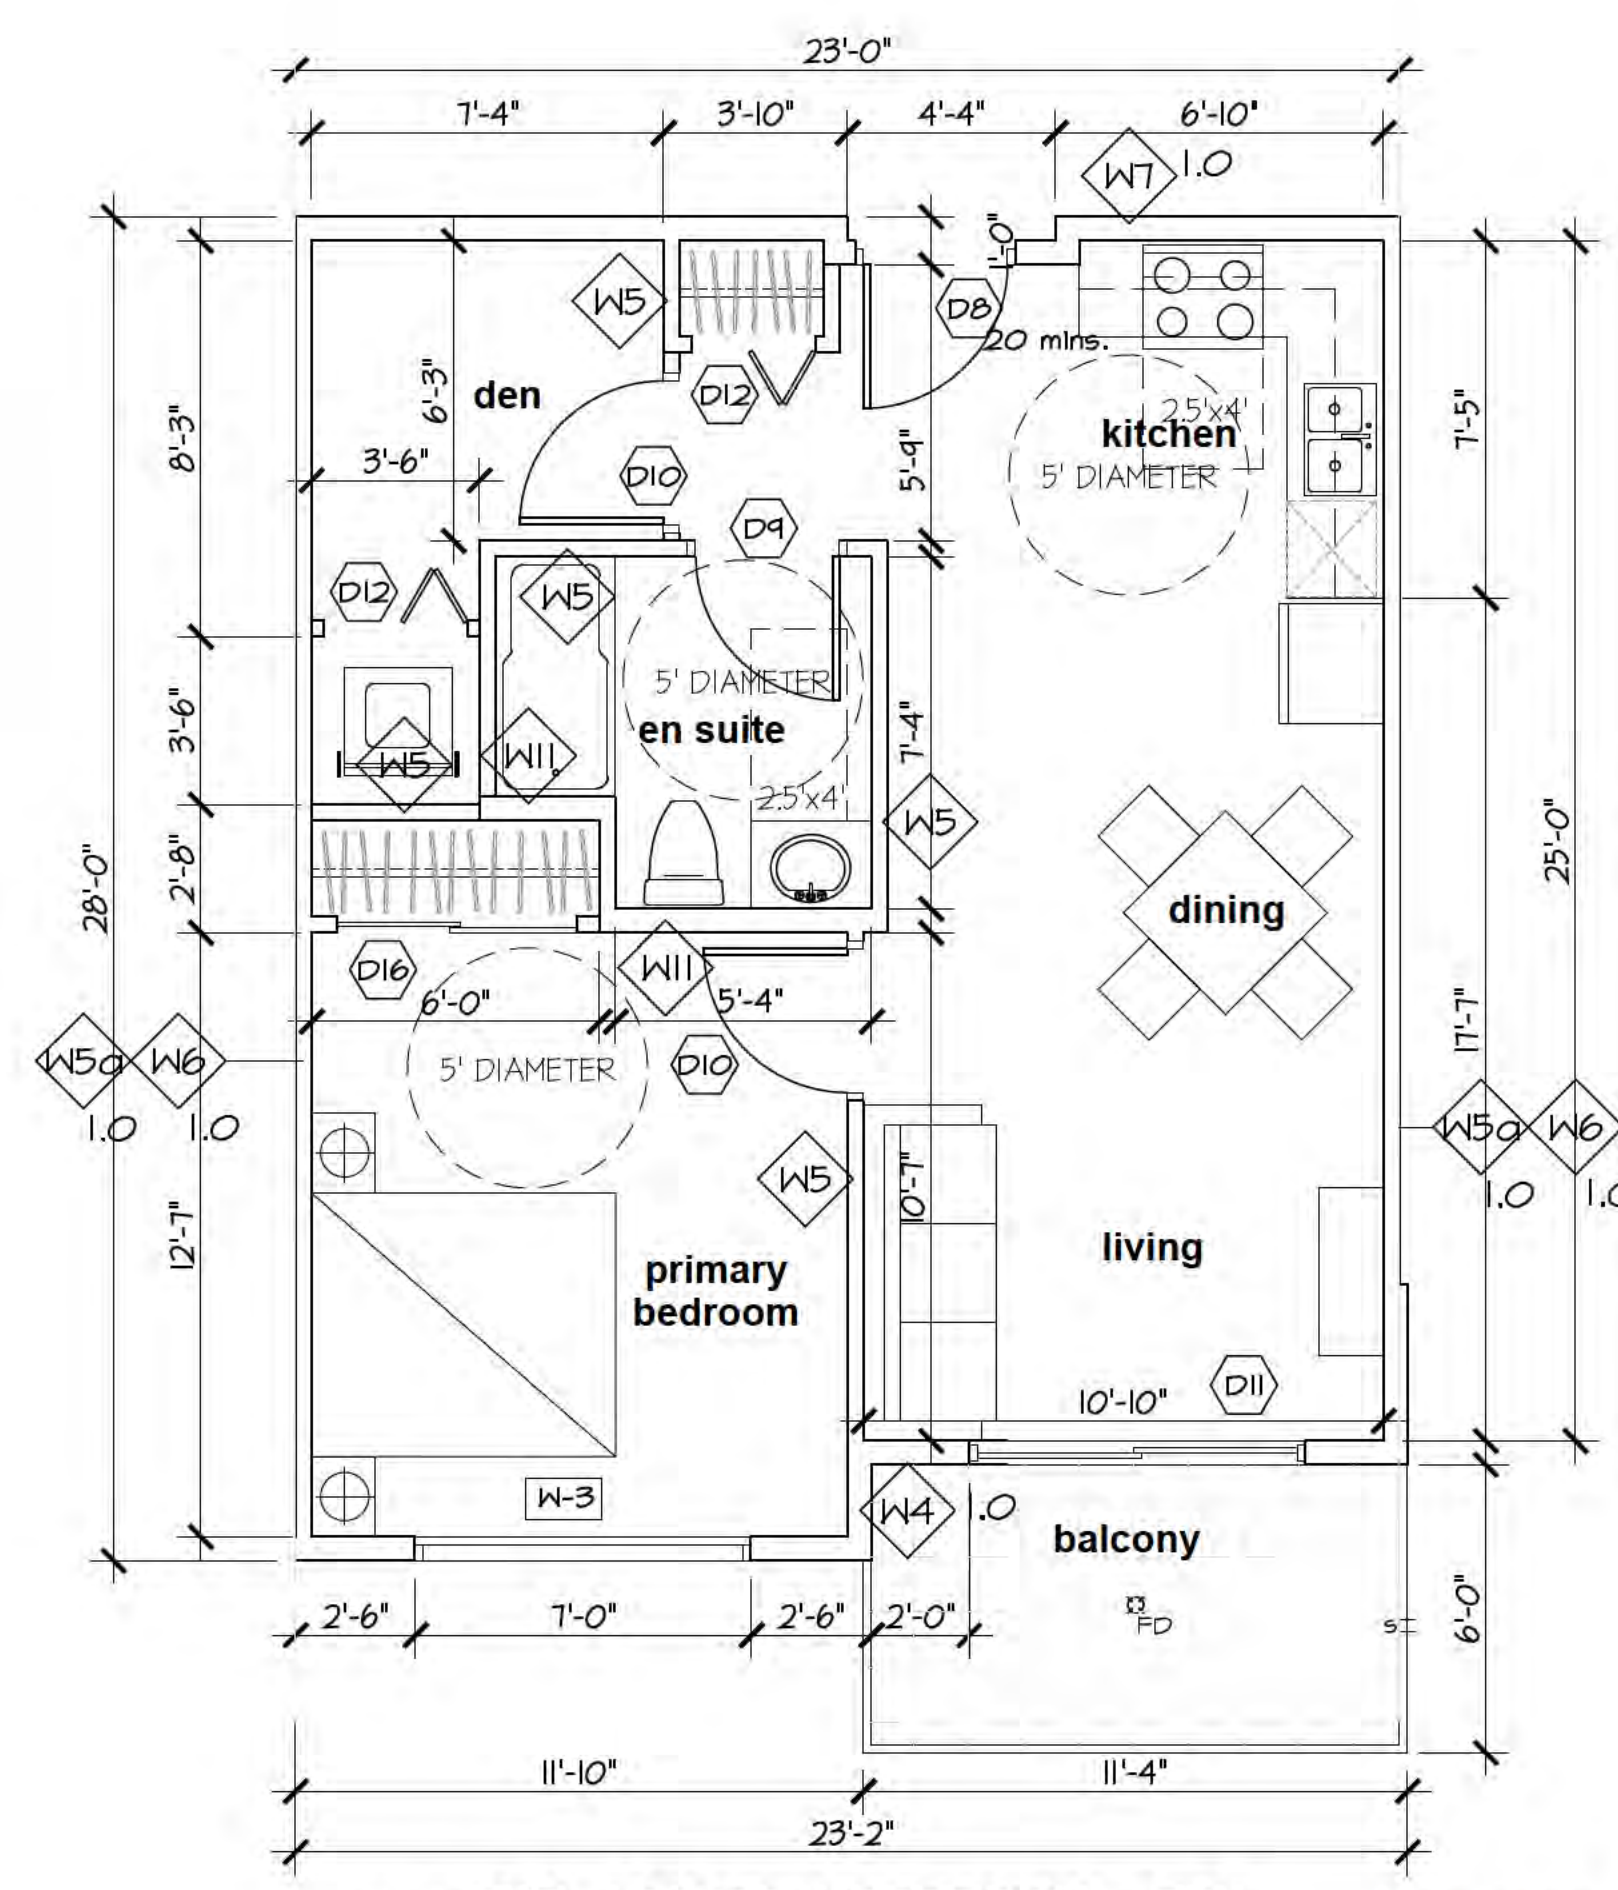 23'-0"
7'-4" 3'-10" 4'-4" 6'-10"
W7 1.0
1'-0"
W5
D8
20 mins.
6'-3"
den
D12
2.5'x4'
kitchen
8'-3"
7'-5"
3'-6"
D10
5'-9"
5' DIAMETER
D9
D12
W5
5' DIAMETER
en suite
3'-6"
W5
W11
7'-4"
2.5'x4'
W5
28'-0"
2'-8"
25'-0"
dining
D16
W11
6'-0"
5'-4"
17'-7"
W5a W6
1.0 1.0
5' DIAMETER
D10
W5a W6
1.0 1.0
W5
10'-7"
12'-7"
living
primary
bedroom
D11
10'-10"
W-3
W4 1.0
balcony
2'-6" 7'-0" 2'-6" 2'-0"
FD
S
6'-0"
11'-10" 11'-4"
23'-2"